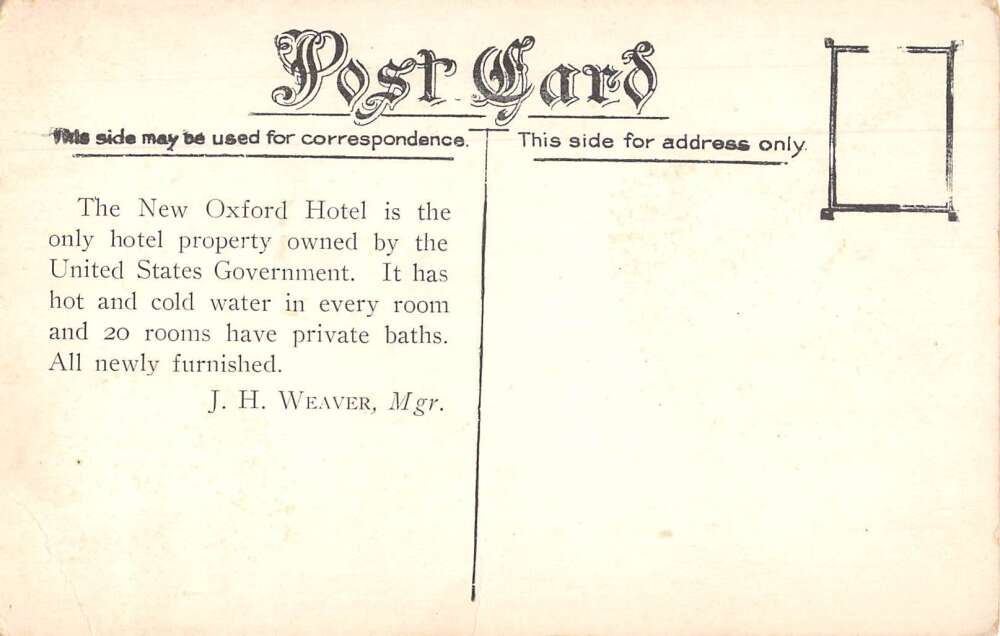 Post Card
This side may be used for correspondence.
This side for address only.
The New Oxford Hotel is the
only hotel property owned by the
United States Government. It has
hot and cold water in every room
and 20 rooms have private baths.
All newly furnished.
J. H. Weaver, Mgr.